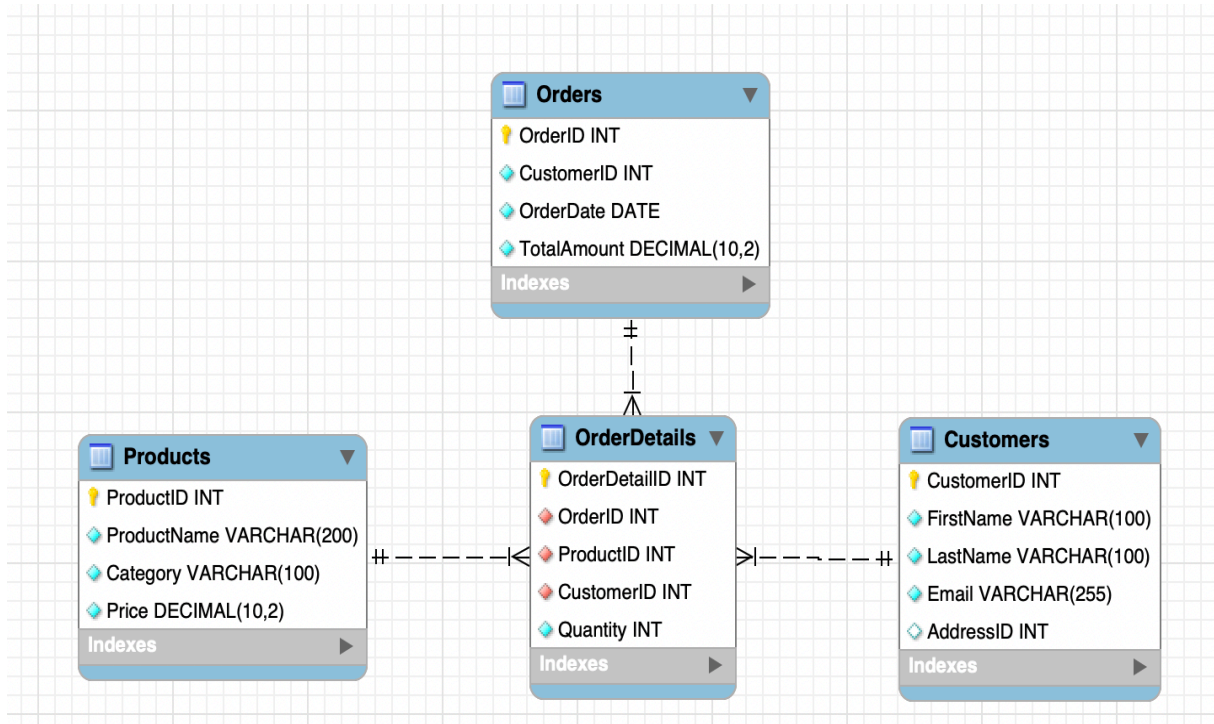 Orders
OrderID INT
CustomerID INT
OrderDate DATE
TotalAmount DECIMAL(10,2)
Indexes
Products
ProductID INT
ProductName VARCHAR(200)
Category VARCHAR(100)
Price DECIMAL(10,2)
Indexes
OrderDetails
OrderDetailID INT
OrderID INT
ProductID INT
CustomerID INT
Quantity INT
Indexes
Customers
CustomerID INT
FirstName VARCHAR(100)
LastName VARCHAR(100)
Email VARCHAR(255)
AddressID INT
Indexes